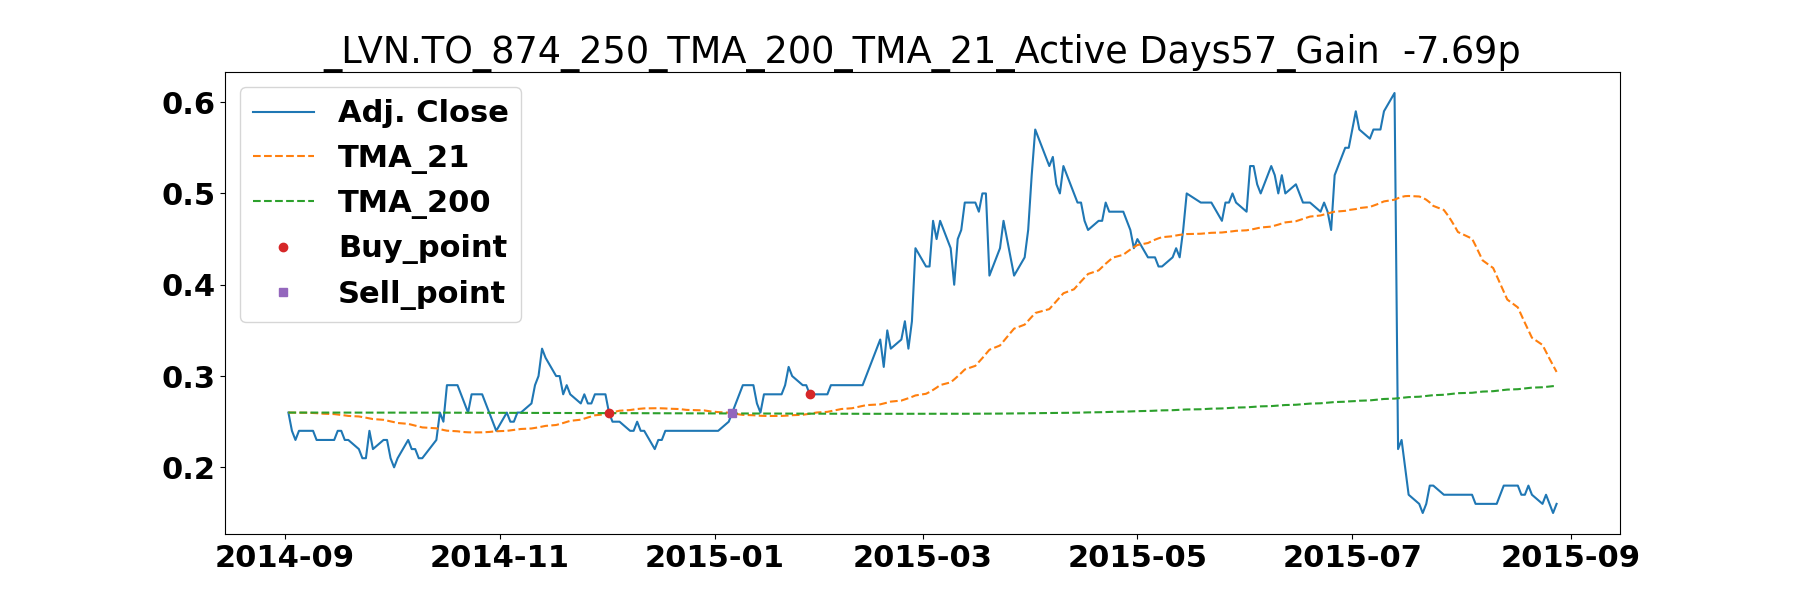 _LVN.TO_874_250_TMA_200_TMA_21_Active Days57_Gain  -7.69p
Adj. Close
TMA_21
TMA_200
Buy_point
Sell_point
0.6
0.5
0.4
0.3
0.2
2014-09 2014-11 2015-01 2015-03 2015-05 2015-07 2015-09